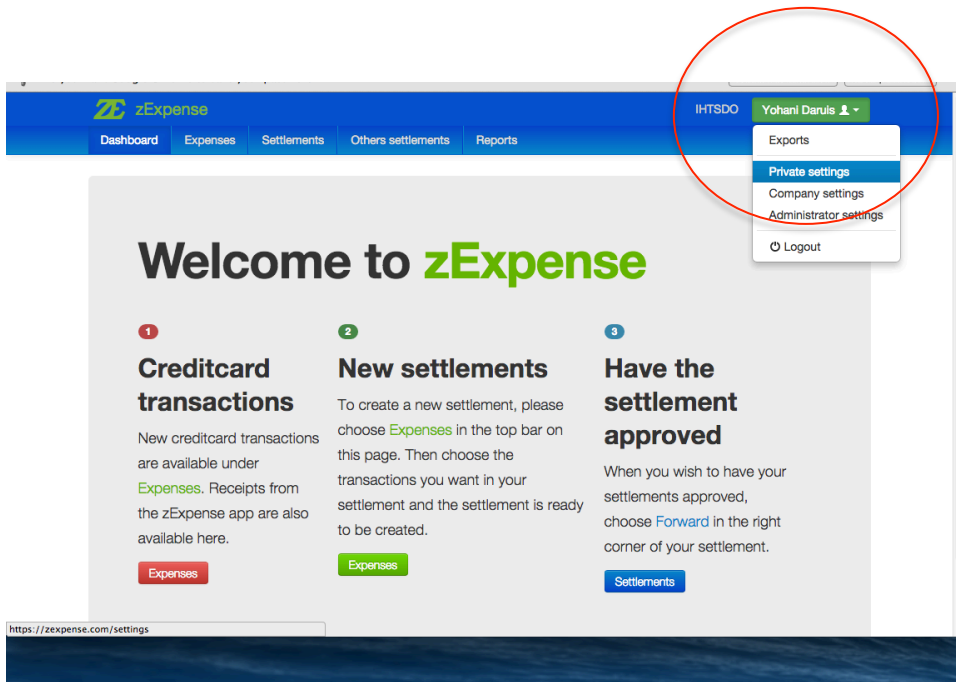 ZE zExpense
IHTSDO Yohani Daruis
Dashboard Expenses Settlements Others settlements Reports
Exports
Private settings
Company settings
Administrator settings
Logout
Welcome to zExpense
1
Creditcard
transactions
New creditcard transactions
are available under
Expenses. Receipts from
the zExpense app are also
available here.
Expenses
2
New settlements
To create a new settlement, please
choose Expenses in the top bar on
this page. Then choose the
transactions you want in your
settlement and the settlement is ready
to be created.
Expenses
3
Have the
settlement
approved
When you wish to have your
settlements approved,
choose Forward in the right
corner of your settlement.
Settlements
https://zexpense.com/settings